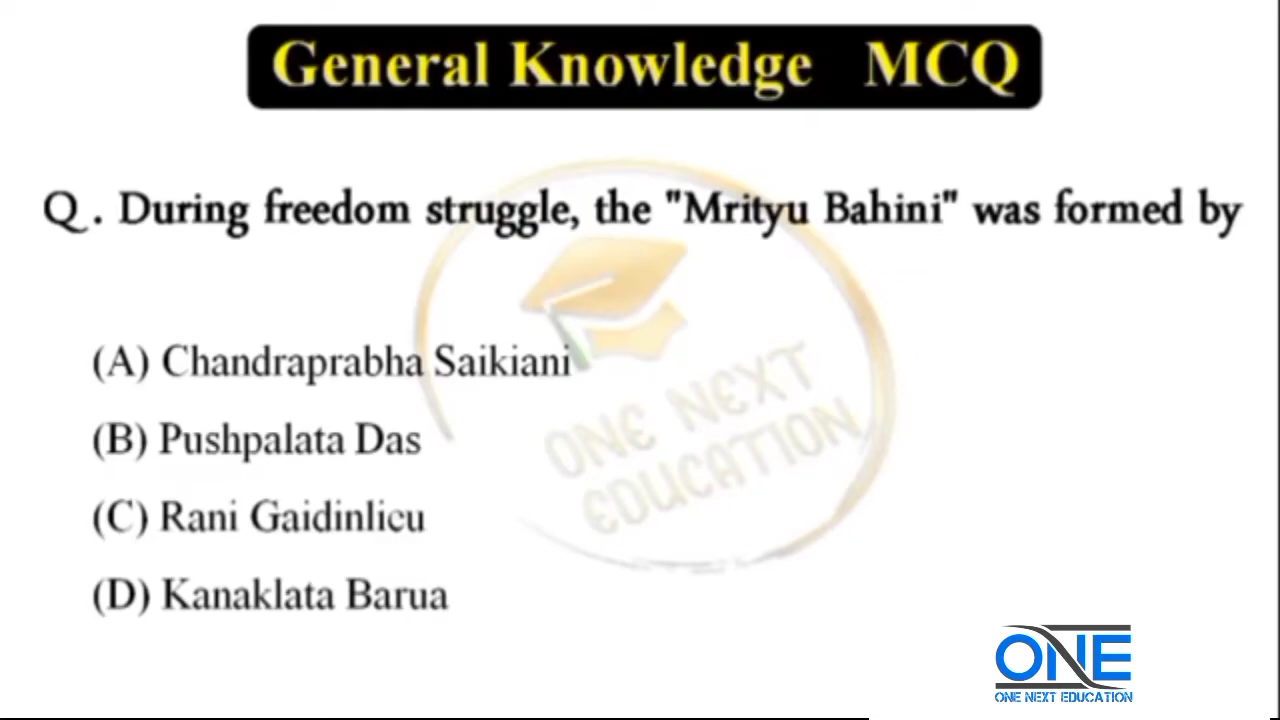 General Knowledge MCQ
Q . During freedom struggle, the "Mrityu Bahini" was formed by
(A) Chandraprabha Saikiani
(B) Pushpalata Das
(C) Rani Gaidinlicu
(D) Kanaklata Barua
ONE NEXT
EDUCATION
ONE
ONE NEXT EDUCATION